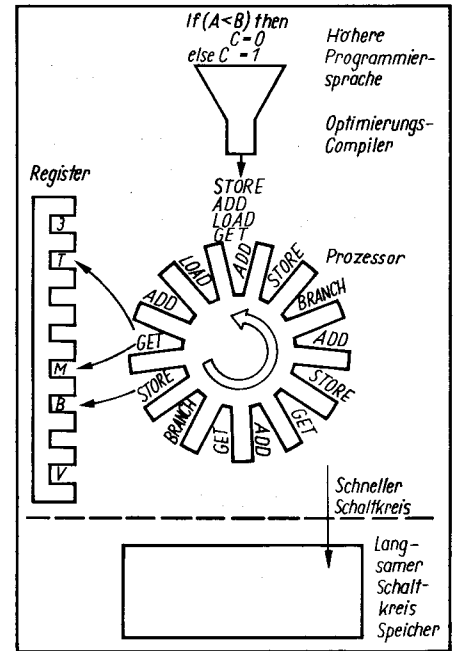 If (A<B) then
C=0
else C=1
Höhere
Programmier-
sprache
Optimierungs-
Compiler
Register
STORE
ADD
LOAD
GET
Prozessor
3
T
M
B
V
ADD
STORE
BRANCH
ADD
STORE
GET
ADD
GET
BRANCH
STORE
GET
ADD
LOAD
Schneller
Schaltkreis
Lang-
samer
Schalt-
kreis
Speicher